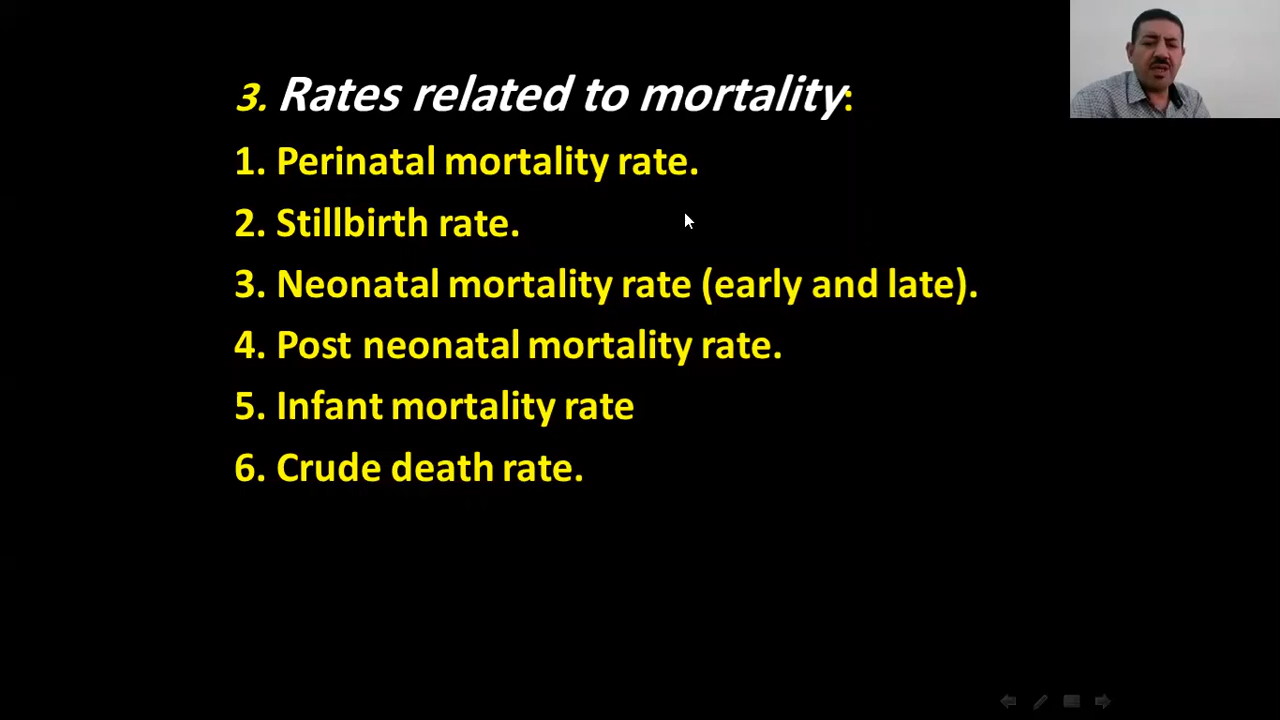 3. Rates related to mortality:
1. Perinatal mortality rate.
2. Stillbirth rate.
3. Neonatal mortality rate (early and late).
4. Post neonatal mortality rate.
5. Infant mortality rate
6. Crude death rate.